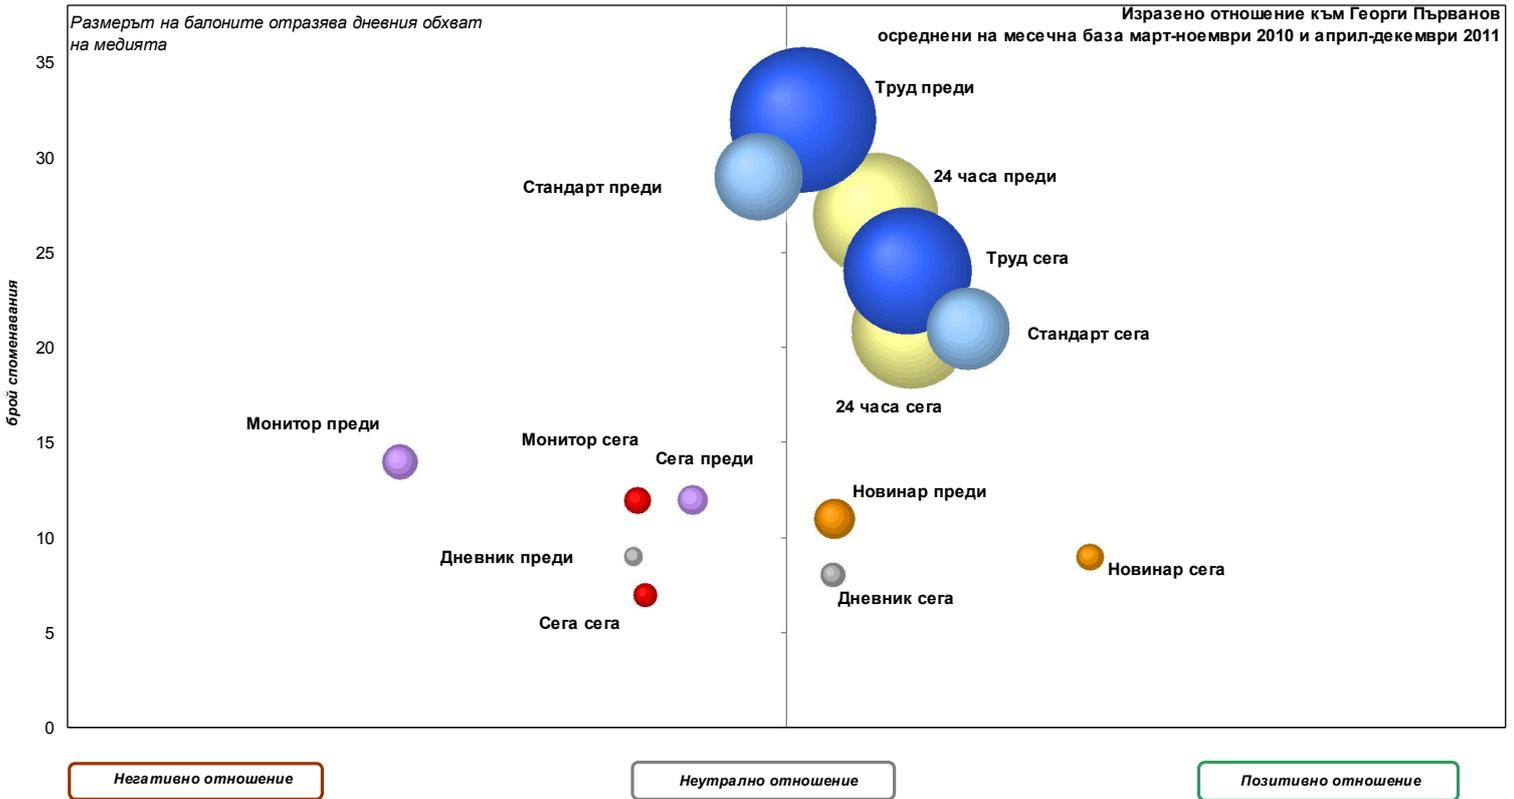 Размерът на балоните отразява дневния обхват
на медията
Изразено отношение към Георги Първанов
осреднени на месечна база март-ноември 2010 и април-декември 2011
35
30
25
20
15
10
5
0
брой споменавания
Труд преди
24 часа преди
Стандарт преди
Труд сега
Стандарт сега
24 часа сега
Монитор преди
Монитор сега
Сега преди
Новинар преди
Дневник преди
Новинар сега
Дневник сега
Сега сега
Негативно отношение
Неутрално отношение
Позитивно отношение